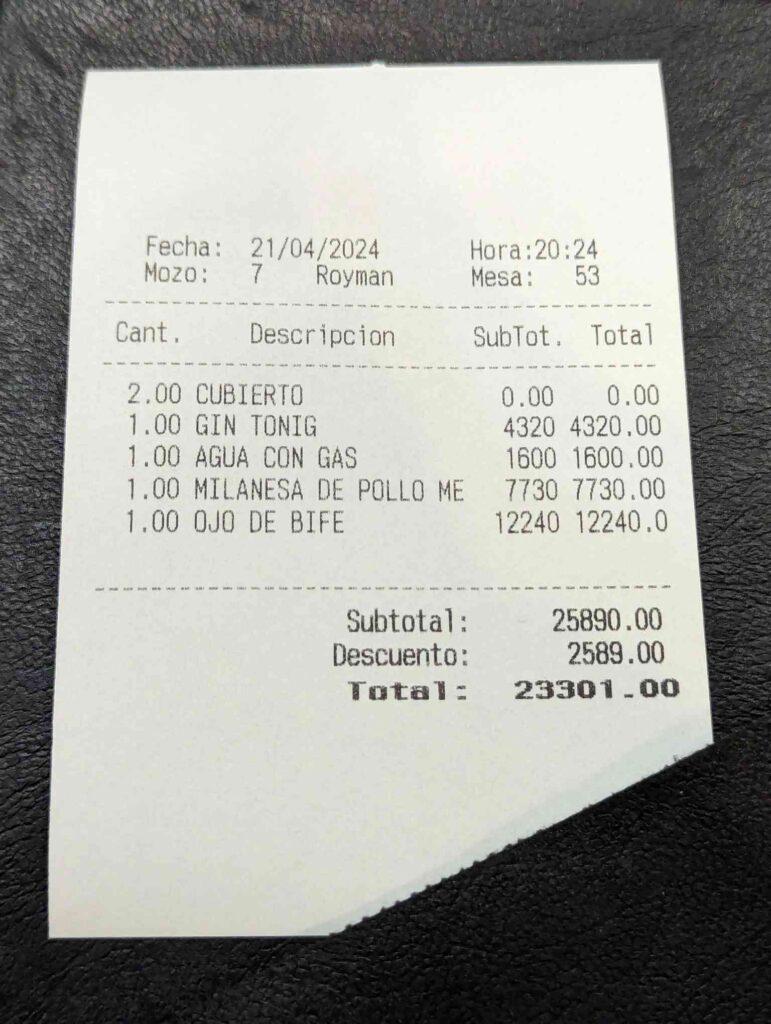 Fecha: 21/04/2024 Hora:20:24
Mozo: 7 Royman Mesa: 53
Cant. Descripcion SubTot. Total
2.00 CUBIERTO 0.00 0.00
1.00 GIN TONIG 4320 4320.00
1.00 AGUA CON GAS 1600 1600.00
1.00 MILANESA DE POLLO ME 7730 7730.00
1.00 OJO DE BIFE 12240 12240.0
Subtotal: 25890.00
Descuento: 2589.00
Total: 23301.00